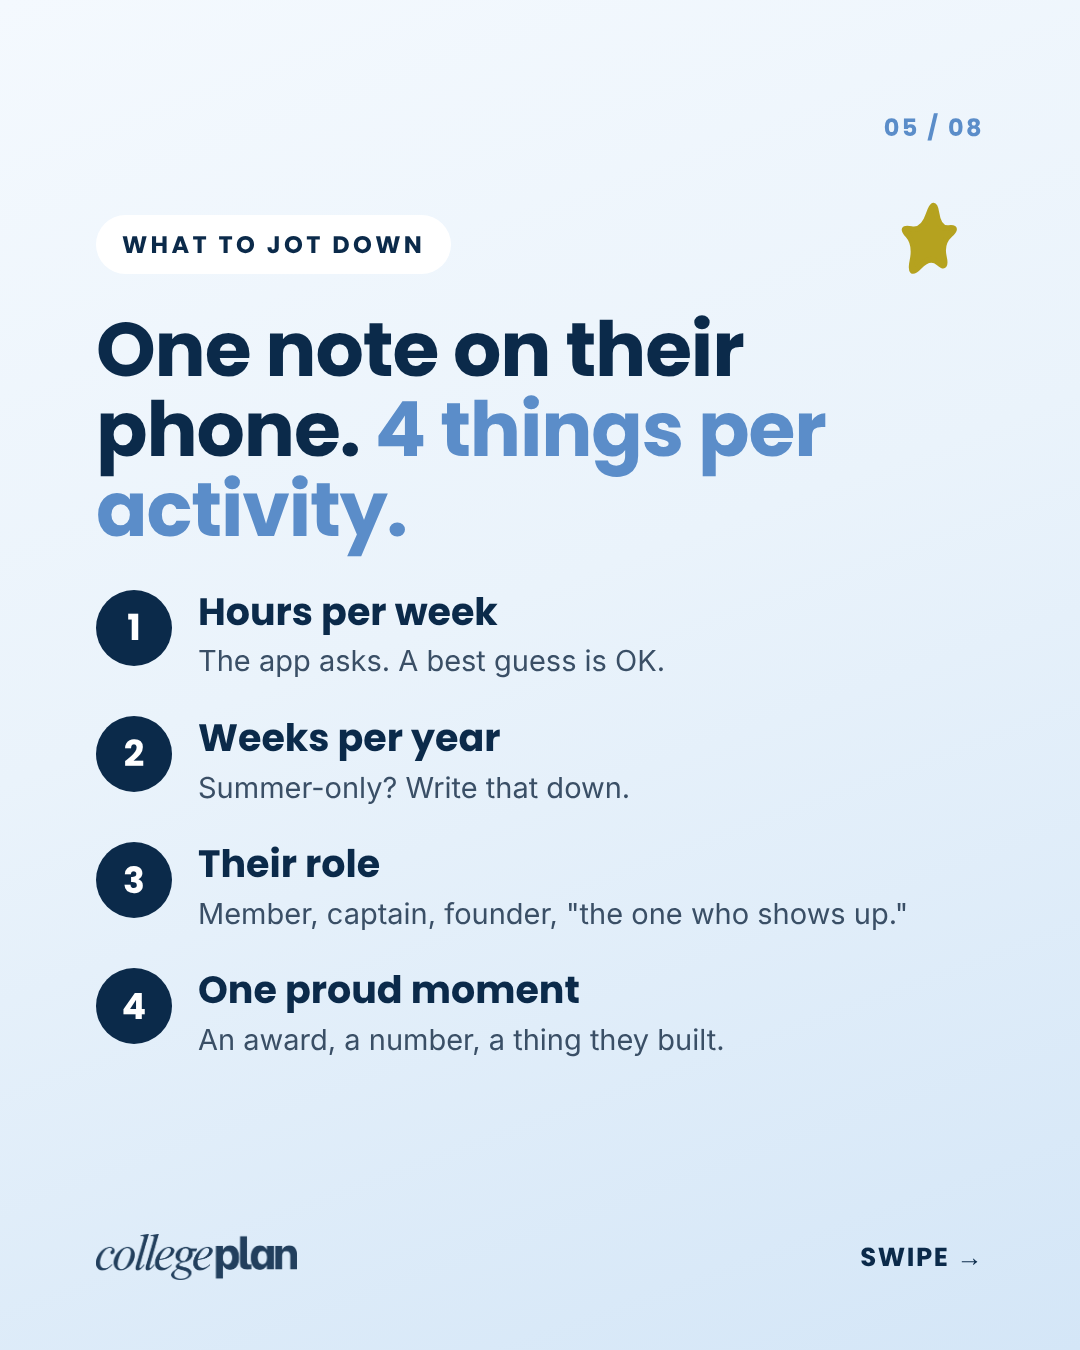 05 / 08
WHAT TO JOT DOWN
One note on their
phone. 4 things per
activity.
1
Hours per week
The app asks. A best guess is OK.
2
Weeks per year
Summer-only? Write that down.
3
Their role
Member, captain, founder, "the one who shows up."
4
One proud moment
An award, a number, a thing they built.
collegeplan
SWIPE →